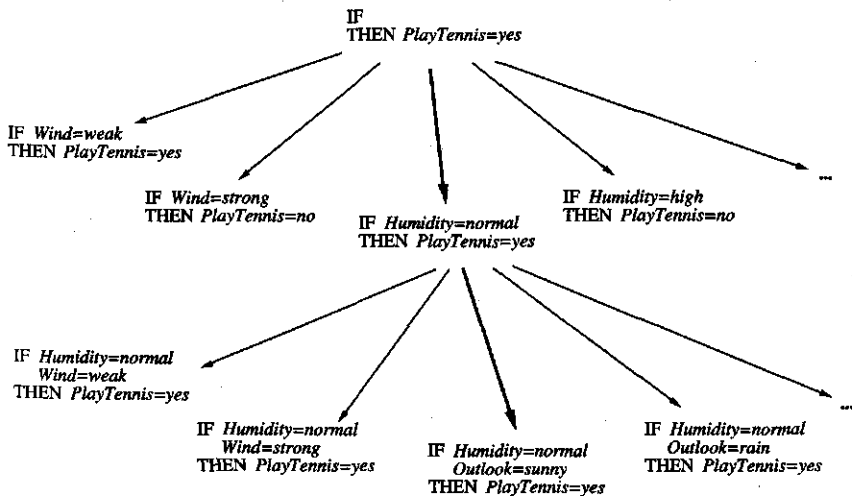 IF
THEN PlayTennis=yes
IF Wind=weak
THEN PlayTennis=yes
IF Wind=strong
THEN PlayTennis=no
IF Humidity=normal
THEN PlayTennis=yes
IF Humidity=high
THEN PlayTennis=no
...
IF Humidity=normal
Wind=weak
THEN PlayTennis=yes
IF Humidity=normal
Wind=strong
THEN PlayTennis=yes
IF Humidity=normal
Outlook=sunny
THEN PlayTennis=yes
IF Humidity=normal
Outlook=rain
THEN PlayTennis=yes
...